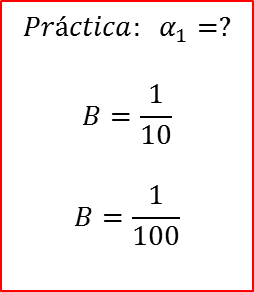 Práctica: α₁ =?
B = 1/10
B = 1/100